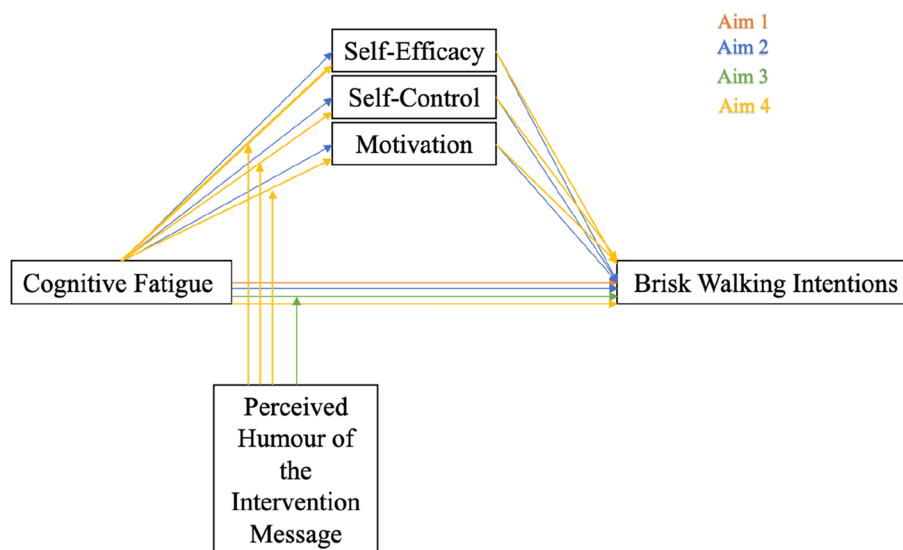 Aim 1
Aim 2
Aim 3
Aim 4
Self-Efficacy
Self-Control
Motivation
Cognitive Fatigue
Brisk Walking Intentions
Perceived
Humour of
the
Intervention
Message